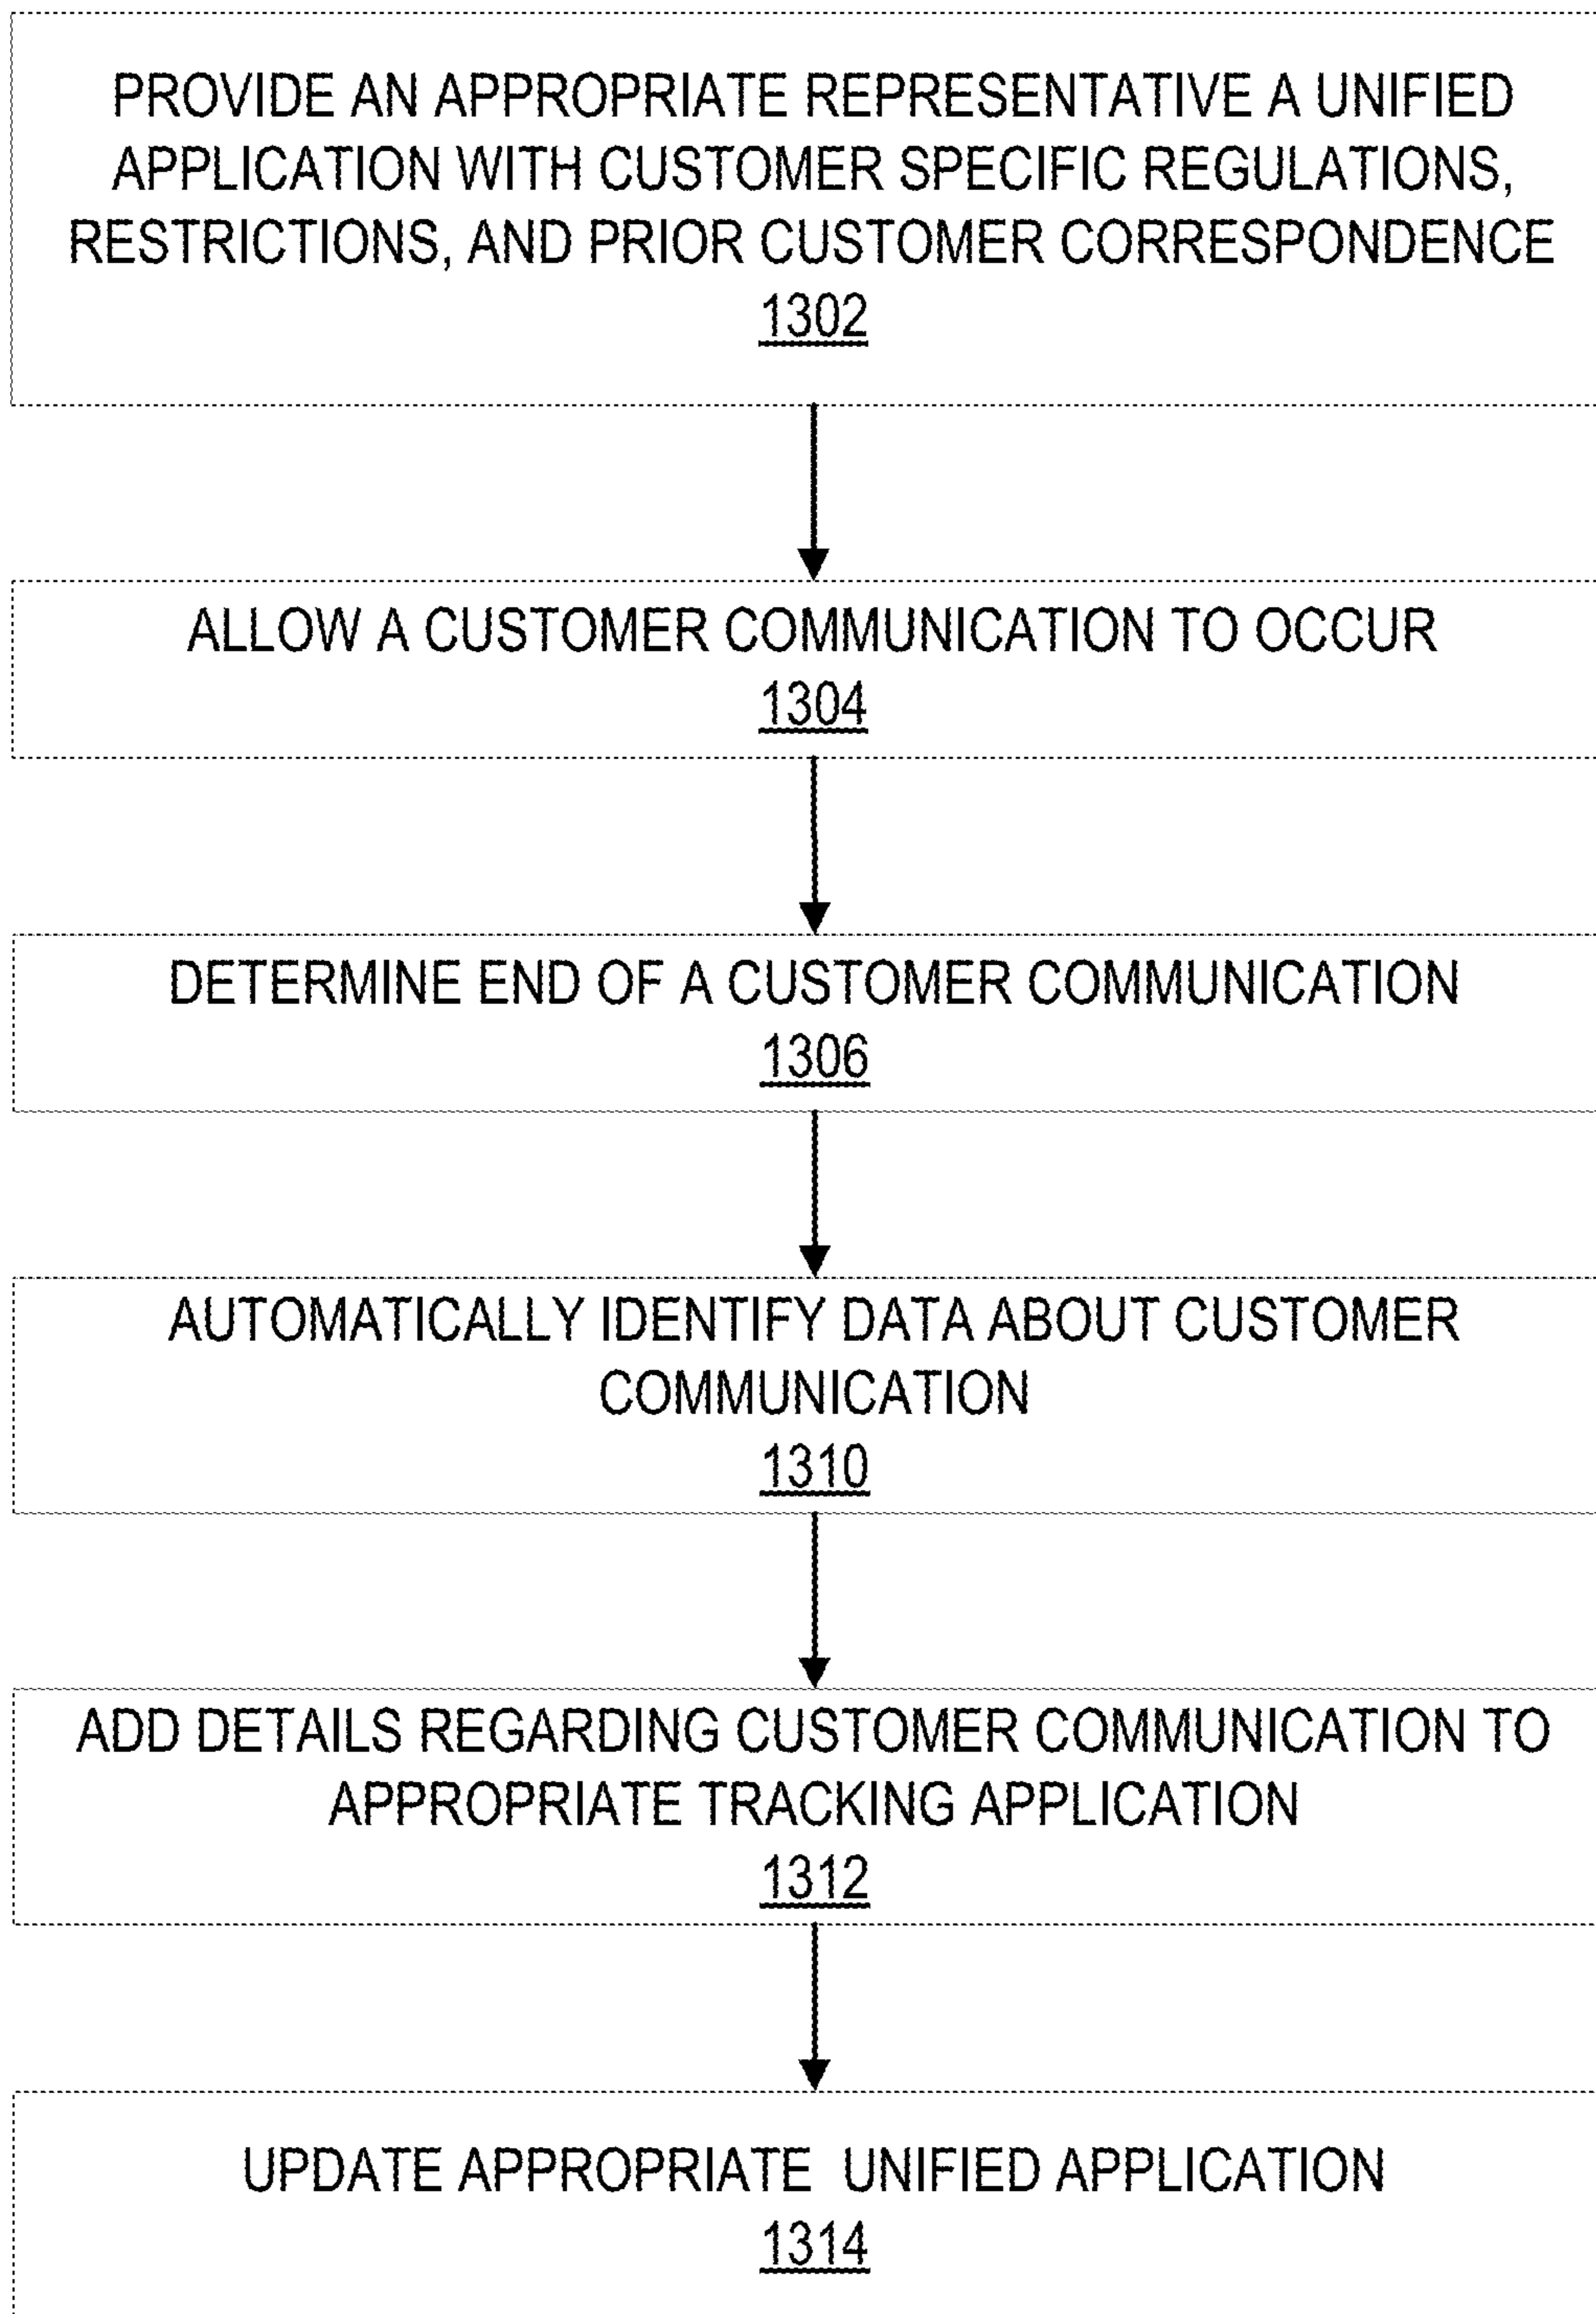 PROVIDE AN APPROPRIATE REPRESENTATIVE A UNIFIED
APPLICATION WITH CUSTOMER SPECIFIC REGULATIONS,
RESTRICTIONS, AND PRIOR CUSTOMER CORRESPONDENCE
1302
ALLOW A CUSTOMER COMMUNICATION TO OCCUR
1304
DETERMINE END OF A CUSTOMER COMMUNICATION
1306
AUTOMATICALLY IDENTIFY DATA ABOUT CUSTOMER
COMMUNICATION
1310
ADD DETAILS REGARDING CUSTOMER COMMUNICATION TO
APPROPRIATE TRACKING APPLICATION
1312
UPDATE APPROPRIATE UNIFIED APPLICATION
1314